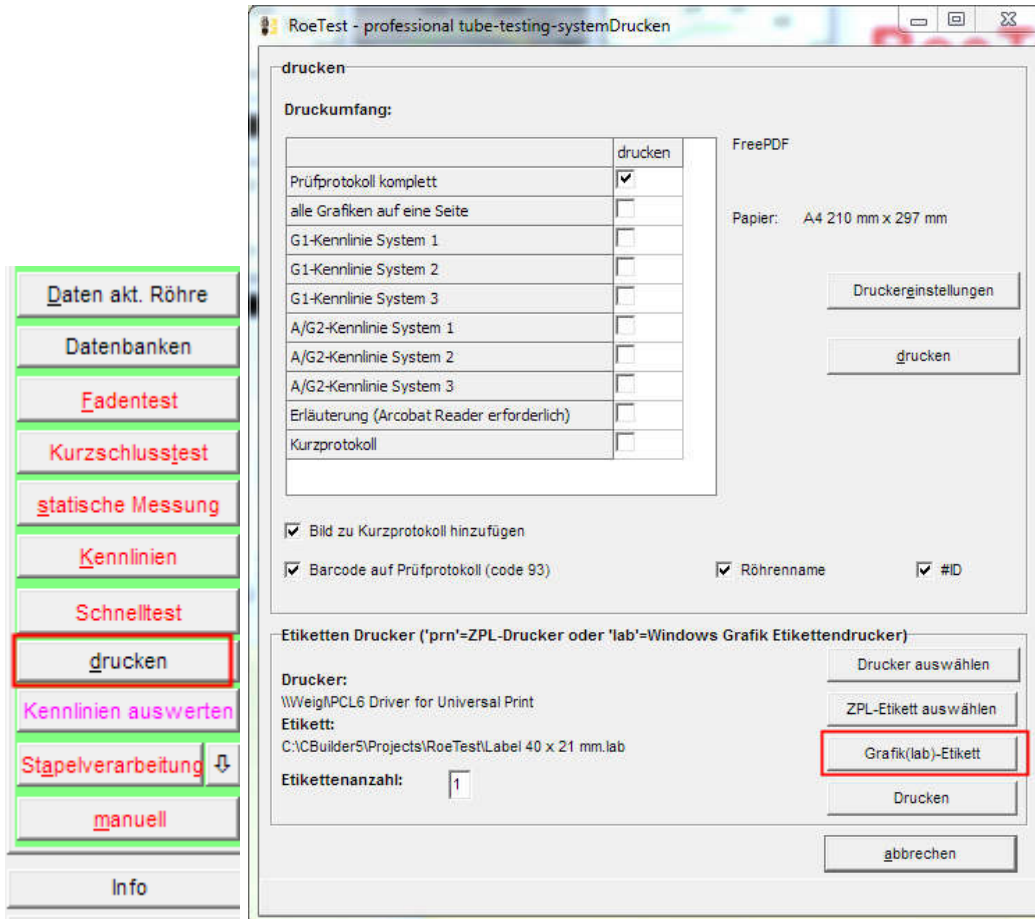 Daten akt. Röhre
Datenbanken
Fadentest
Kurzschlusstest
statische Messung
Kennlinien
Schnelltest
drucken
Kennlinien auswerten
Stapelverarbeitung
manuell
Info
RoeTest - professional tube-testing-systemDrucken
drucken
Druckumfang:
drucken
Prüfprotokoll komplett
alle Grafiken auf eine Seite
G1-Kennlinie System 1
G1-Kennlinie System 2
G1-Kennlinie System 3
A/G2-Kennlinie System 1
A/G2-Kennlinie System 2
A/G2-Kennlinie System 3
Erläuterung (Arcobat Reader erforderlich)
Kurzprotokoll
FreePDF
Papier: A4 210 mm x 297 mm
Druckereinstellungen
drucken
Bild zu Kurzprotokoll hinzufügen
Barcode auf Prüfprotokoll (code 93) Röhrenname #ID
Etiketten Drucker ('prn'=ZPL-Drucker oder 'lab'=Windows Grafik Etikettendrucker)
Drucker:
\\Weigl\PCL6 Driver for Universal Print
Etikett:
C:\CBuilder5\Projects\RoeTest\Label 40 x 21 mm.lab
Etikettenanzahl: 1
Drucker auswählen
ZPL-Etikett auswählen
Grafik(lab)-Etikett
Drucken
abbrechen